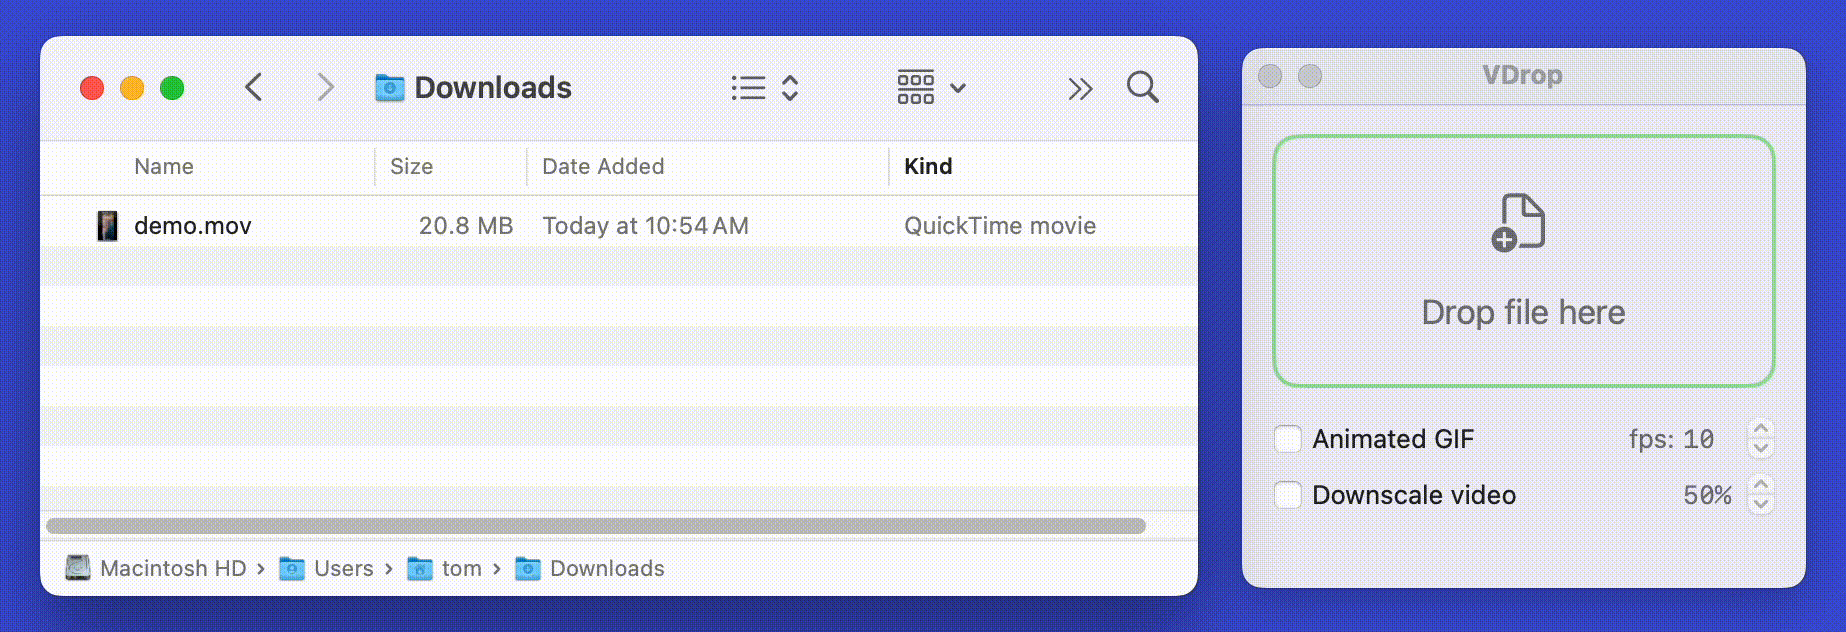 Downloads
Name Size Date Added Kind
demo.mov 20.8 MB Today at 10:54 AM QuickTime movie
Macintosh HD › Users › tom › Downloads
VDrop
Drop file here
Animated GIF fps: 10
Downscale video 50%